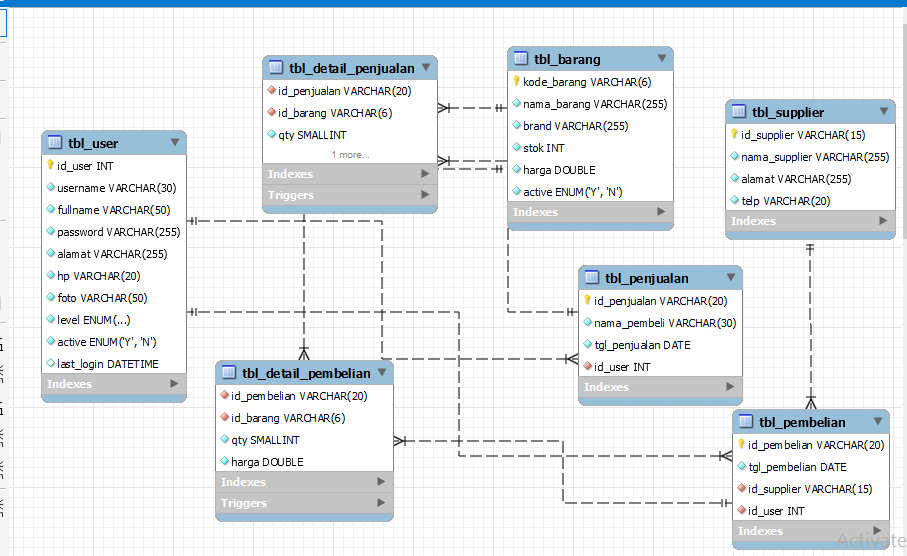 tbl_user
id_user INT
username VARCHAR(30)
fullname VARCHAR(50)
password VARCHAR(255)
alamat VARCHAR(255)
hp VARCHAR(20)
foto VARCHAR(50)
level ENUM(...)
active ENUM('Y', 'N')
last_login DATETIME
Indexes
tbl_detail_penjualan
id_penjualan VARCHAR(20)
id_barang VARCHAR(6)
qty SMALLINT
1 more...
Indexes
Triggers
tbl_barang
kode_barang VARCHAR(6)
nama_barang VARCHAR(255)
brand VARCHAR(255)
stok INT
harga DOUBLE
active ENUM('Y', 'N')
Indexes
tbl_supplier
id_supplier VARCHAR(15)
nama_supplier VARCHAR(255)
alamat VARCHAR(255)
telp VARCHAR(20)
Indexes
tbl_penjualan
id_penjualan VARCHAR(20)
nama_pembeli VARCHAR(30)
tgl_penjualan DATE
id_user INT
Indexes
tbl_detail_pembelian
id_pembelian VARCHAR(20)
id_barang VARCHAR(6)
qty SMALLINT
harga DOUBLE
Indexes
Triggers
tbl_pembelian
id_pembelian VARCHAR(20)
tgl_pembelian DATE
id_supplier VARCHAR(15)
id_user INT
Indexes
Activate